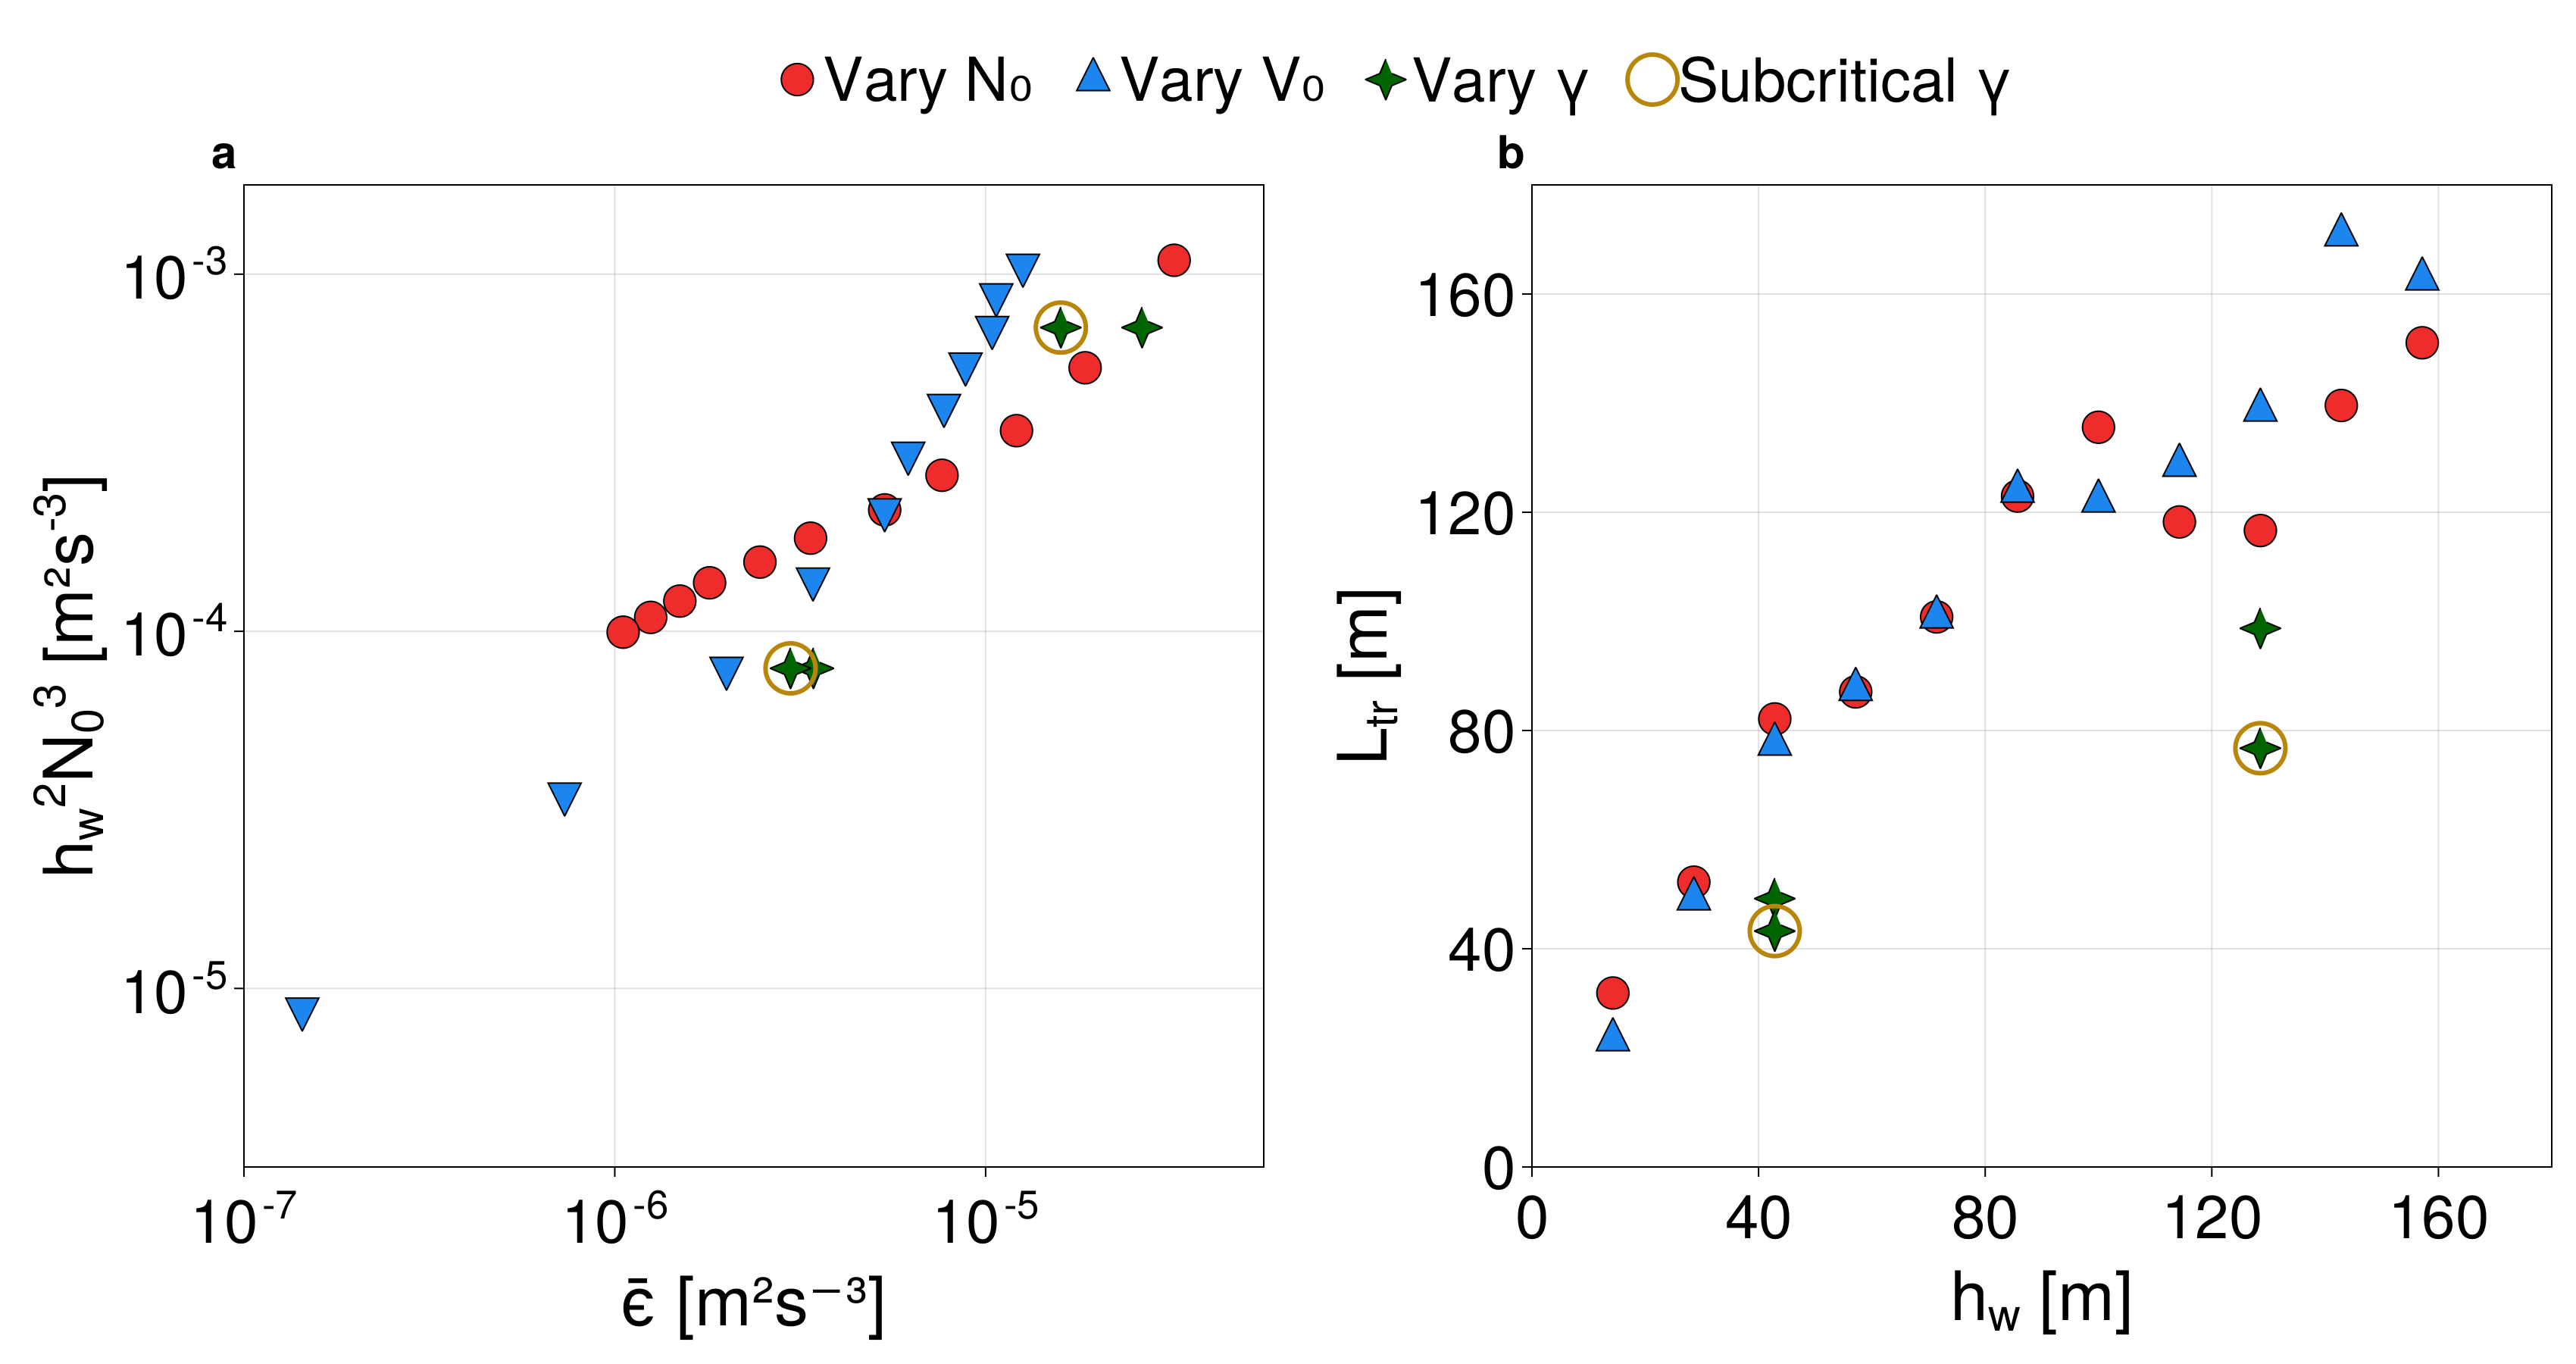 Vary N₀ Vary V₀ Vary γ Subcritical γ
a
b
h_w²N₀³ [m²s⁻³]
10⁻³
10⁻⁴
10⁻⁵
10⁻⁷ 10⁻⁶ 10⁻⁵
ϵ̄ [m²s⁻³]
L_tr [m]
160
120
80
40
0
0 40 80 120 160
h_w [m]